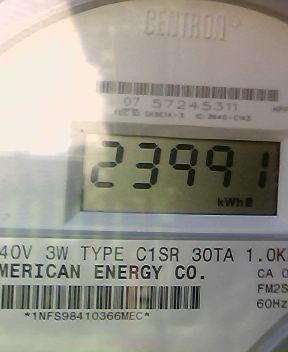 CENTRON®
07 57245311
23991
kWh
40V 3W TYPE C1SR 30TA 1.0K
MERICAN ENERGY CO.
CA 0
FM2S
60Hz
*1NFS98410366MEC*